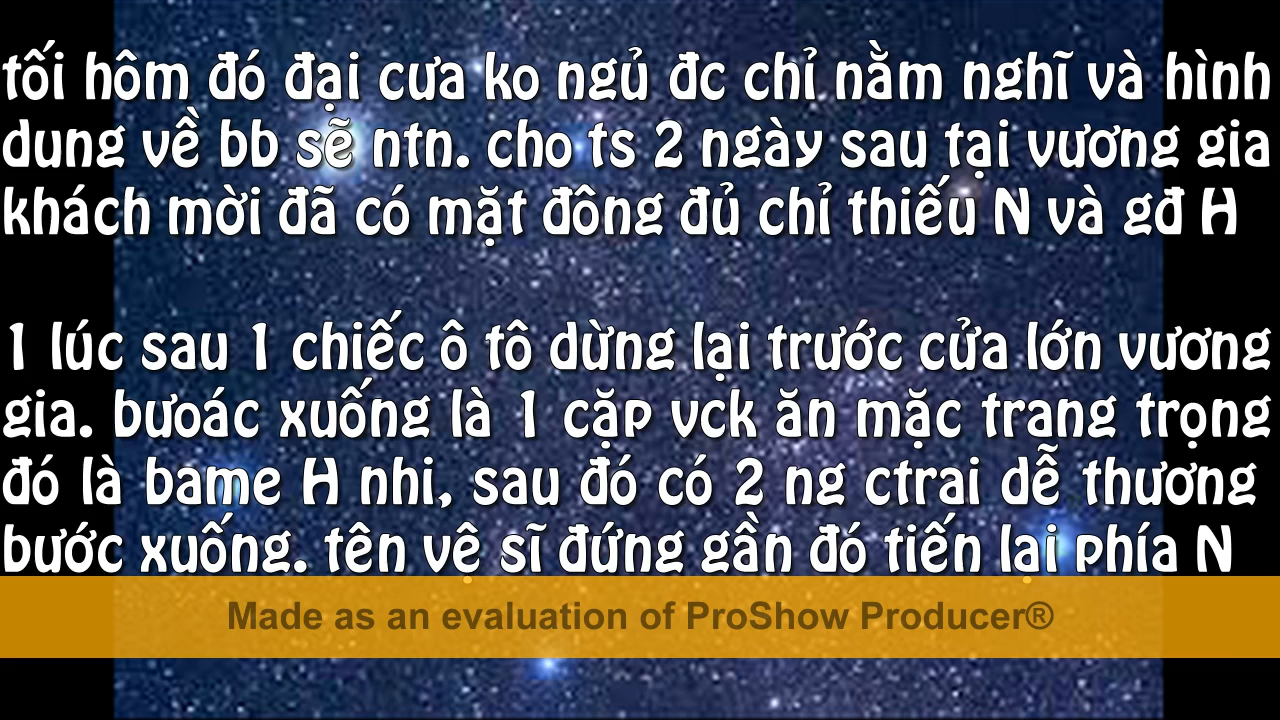 tối hôm đó đại cưa ko ngủ đc chỉ nằm nghĩ và hình
dung về bb sẽ ntn. cho ts 2 ngày sau tại vương gia
khách mời đã có mặt đông đủ chỉ thiếu N và gđ H
1 lúc sau 1 chiếc ô tô dừng lại trước cửa lớn vương
gia. bưoác xuống là 1 cặp vck ăn mặc trang trọng
đó là bame H nhi, sau đó có 2 ng ctrai dễ thương
bước xuống. tên vệ sĩ đứng gần đó tiến lại phía N
Made as an evaluation of ProShow Producer®